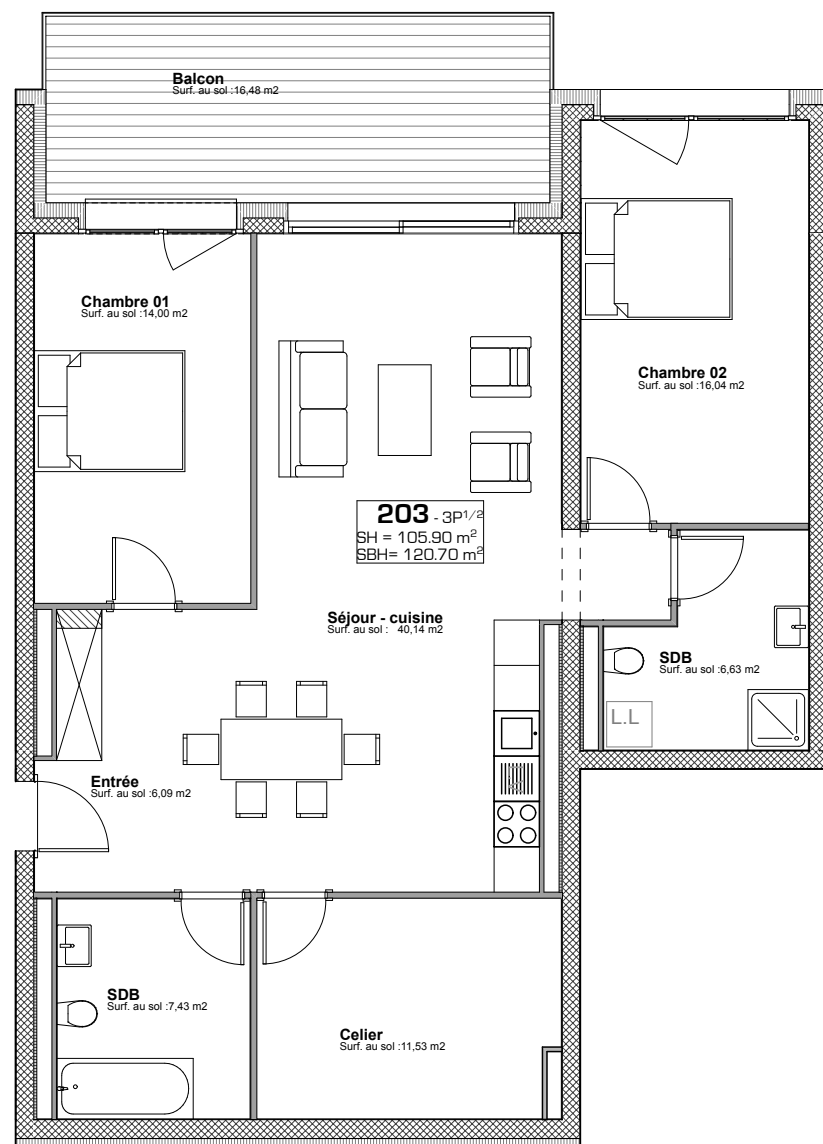 Balcon
Surf. au sol :16,48 m2
Chambre 01
Surf. au sol :14,00 m2
Chambre 02
Surf. au sol :16,04 m2
203 - 3P1/2
SH = 105.90 m²
SBH= 120.70 m²
Séjour - cuisine
Surf. au sol : 40,14 m2
SDB
Surf. au sol :6,63 m2
L.L
Entrée
Surf. au sol :6,09 m2
SDB
Surf. au sol :7,43 m2
Celier
Surf. au sol :11,53 m2